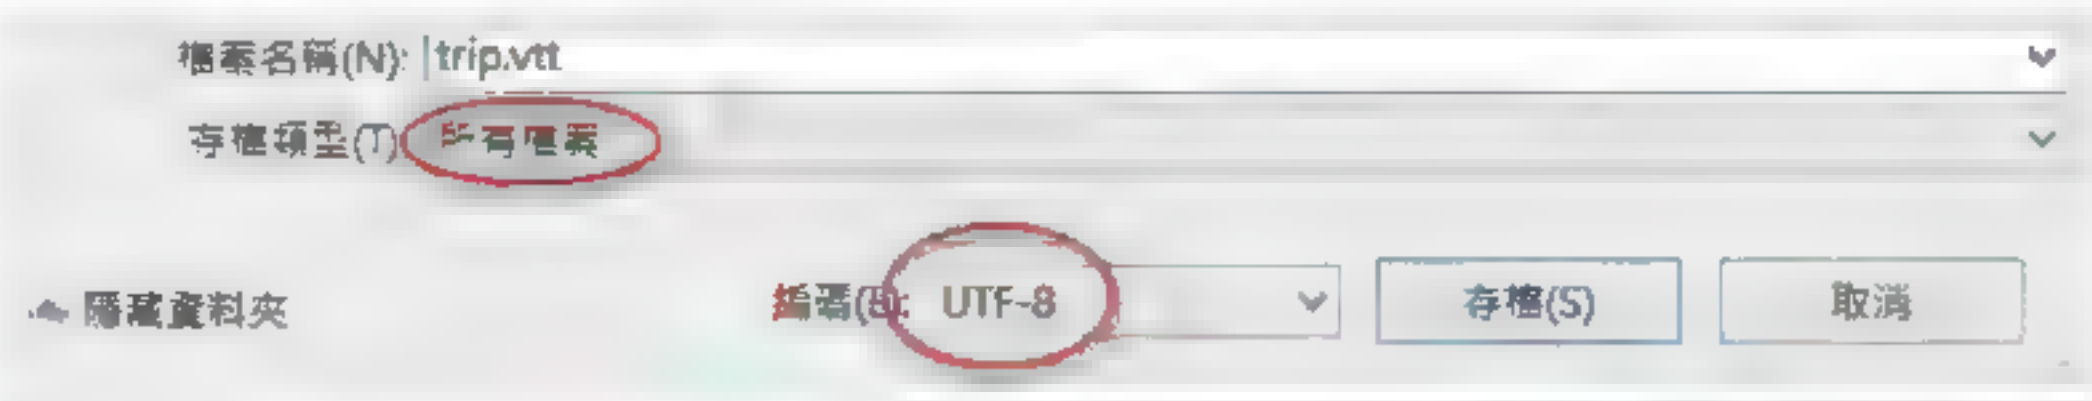 檔案名稱(N): trip.vtt
存檔類型(T) 所有檔案
隱藏資料夾 編碼(E): UTF-8 存檔(S) 取消